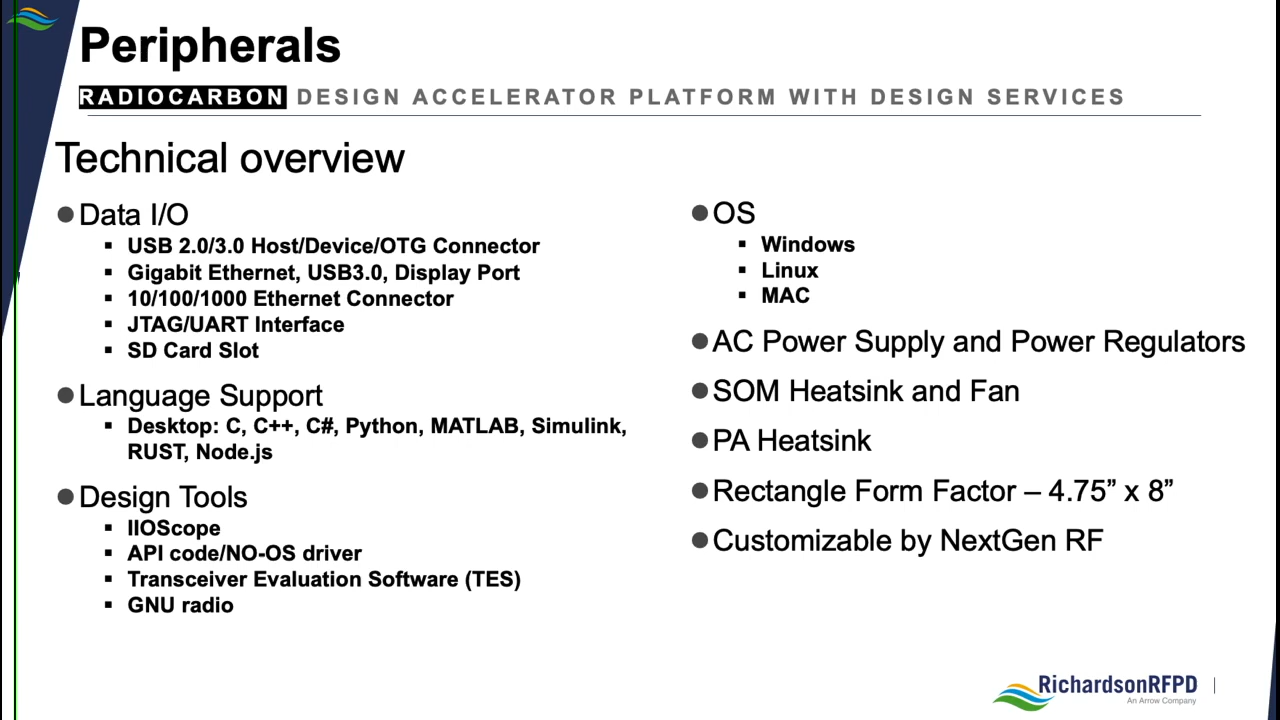 Peripherals
RADIOCARBON DESIGN ACCELERATOR PLATFORM WITH DESIGN SERVICES
Technical overview
●Data I/O
▪ USB 2.0/3.0 Host/Device/OTG Connector
▪ Gigabit Ethernet, USB3.0, Display Port
▪ 10/100/1000 Ethernet Connector
▪ JTAG/UART Interface
▪ SD Card Slot
●Language Support
▪ Desktop: C, C++, C#, Python, MATLAB, Simulink,
RUST, Node.js
●Design Tools
▪ IIOScope
▪ API code/NO-OS driver
▪ Transceiver Evaluation Software (TES)
▪ GNU radio
●OS
▪ Windows
▪ Linux
▪ MAC
●AC Power Supply and Power Regulators
●SOM Heatsink and Fan
●PA Heatsink
●Rectangle Form Factor – 4.75” x 8”
●Customizable by NextGen RF
RichardsonRFPD |
An Arrow Company